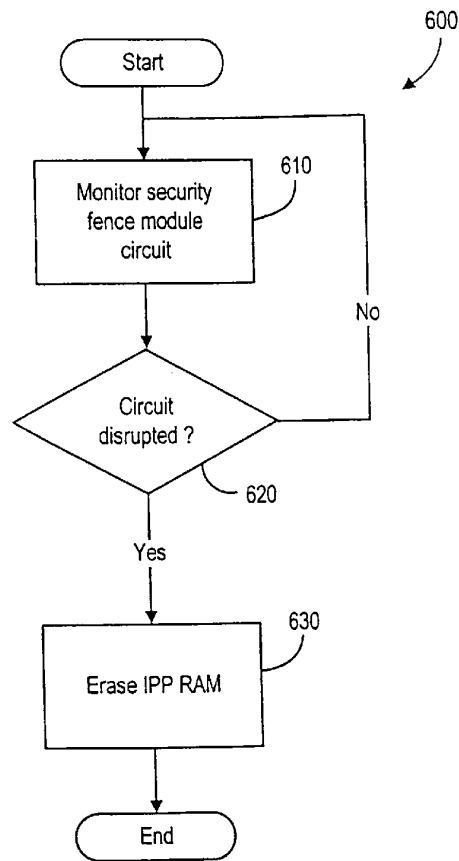 600
Start
610
Monitor security
fence module
circuit
No
Circuit
disrupted ?
620
Yes
630
Erase IPP RAM
End